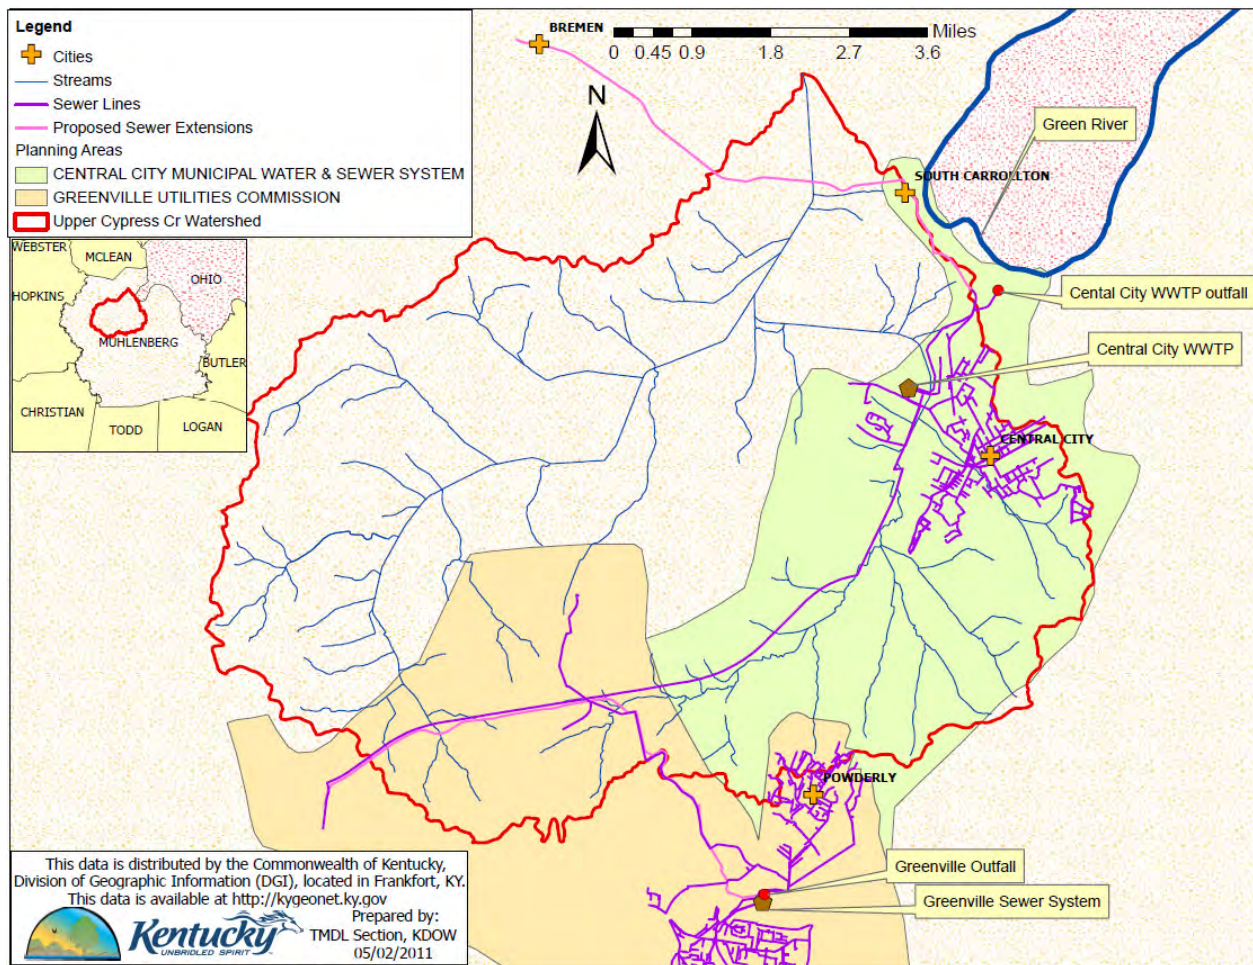 Legend
Cities
Streams
Sewer Lines
Proposed Sewer Extensions
Planning Areas
CENTRAL CITY MUNICIPAL WATER & SEWER SYSTEM
GREENVILLE UTILITIES COMMISSION
Upper Cypress Cr Watershed
BREMEN
Miles
0 0.45 0.9 1.8 2.7 3.6
N
Green River
SOUTH CARROLLTON
Cental City WWTP outfall
Central City WWTP
CENTRAL CITY
POWDERLY
Greenville Outfall
Greenville Sewer System
WEBSTER
MCLEAN
OHIO
HOPKINS
MUHLENBERG
BUTLER
CHRISTIAN
TODD
LOGAN
This data is distributed by the Commonwealth of Kentucky,
Division of Geographic Information (DGI), located in Frankfort, KY.
This data is available at http://kygeonet.ky.gov
Kentucky
UNBRIDLED SPIRIT
Prepared by:
TMDL Section, KDOW
05/02/2011